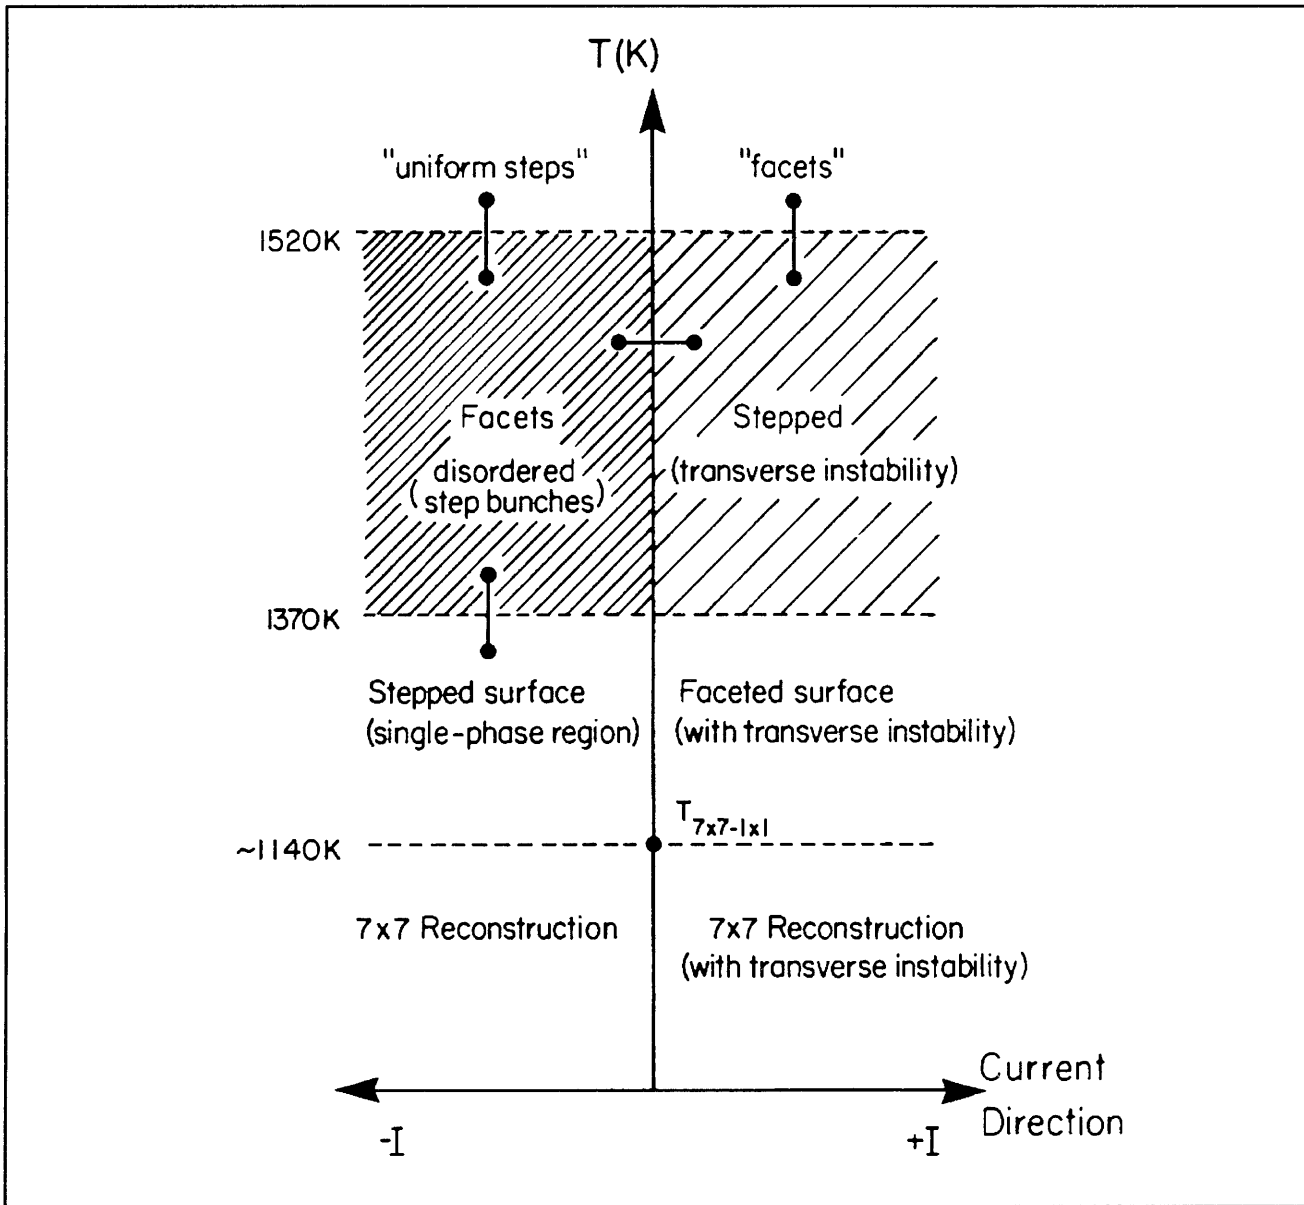 T(K)
"uniform steps"
"facets"
1520K
Facets
disordered
(step bunches)
Stepped
(transverse instability)
1370K
Stepped surface
(single-phase region)
Faceted surface
(with transverse instability)
T7x7-1x1
~1140K
7x7 Reconstruction
7x7 Reconstruction
(with transverse instability)
Current
Direction
-I
+I